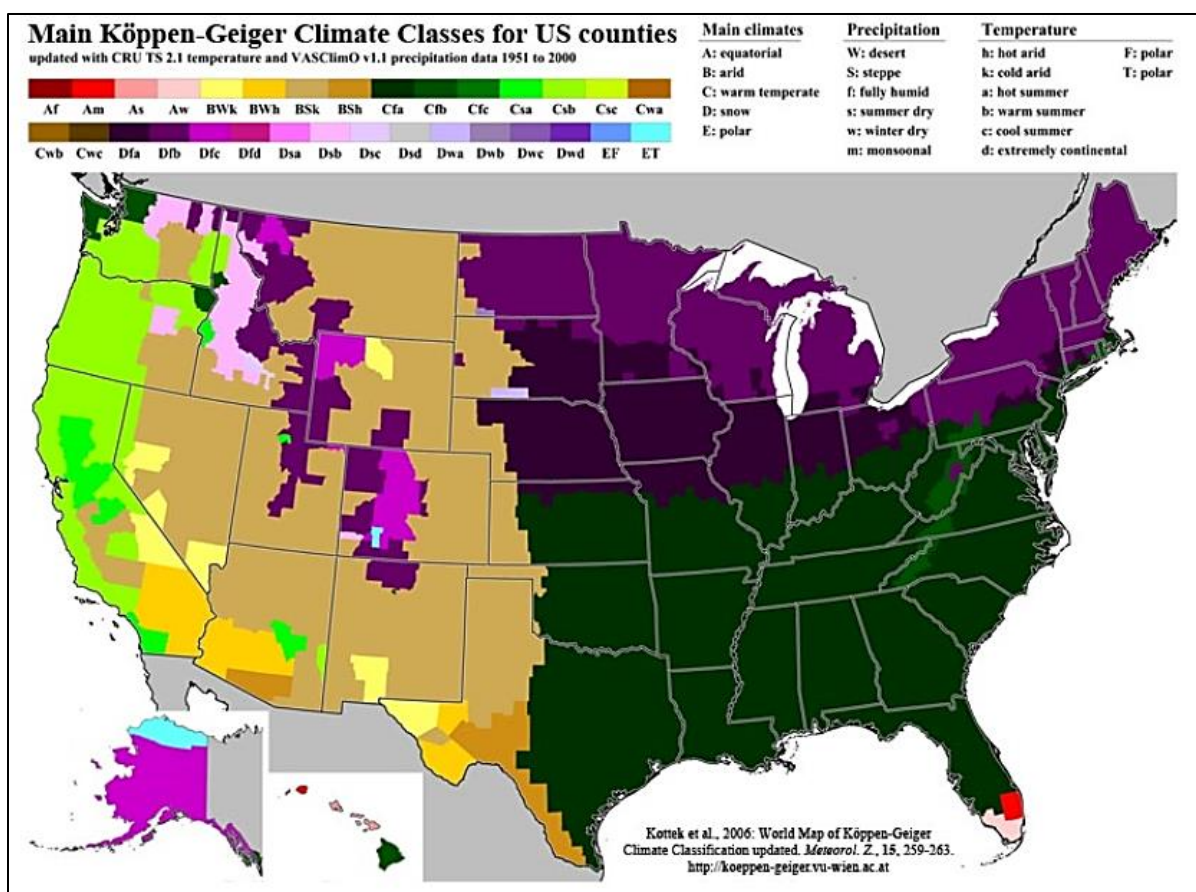 Main Köppen-Geiger Climate Classes for US counties
updated with CRU TS 2.1 temperature and VASClimO v1.1 precipitation data 1951 to 2000
Af Am As Aw BWk BWh BSk BSh Cfa Cfb Cfc Csa Csb Csc Cwa
Cwb Cwc Dfa Dfb Dfc Dfd Dsa Dsb Dsc Dsd Dwa Dwb Dwc Dwd EF ET
Main climates
A: equatorial
B: arid
C: warm temperate
D: snow
E: polar
Precipitation
W: desert
S: steppe
f: fully humid
s: summer dry
w: winter dry
m: monsoonal
Temperature
h: hot arid F: polar
k: cold arid T: polar
a: hot summer
b: warm summer
c: cool summer
d: extremely continental
Kottek et al., 2006: World Map of Köppen-Geiger
Climate Classification updated. Meteorol. Z., 15, 259-263.
http://koeppen-geiger.vu-wien.ac.at